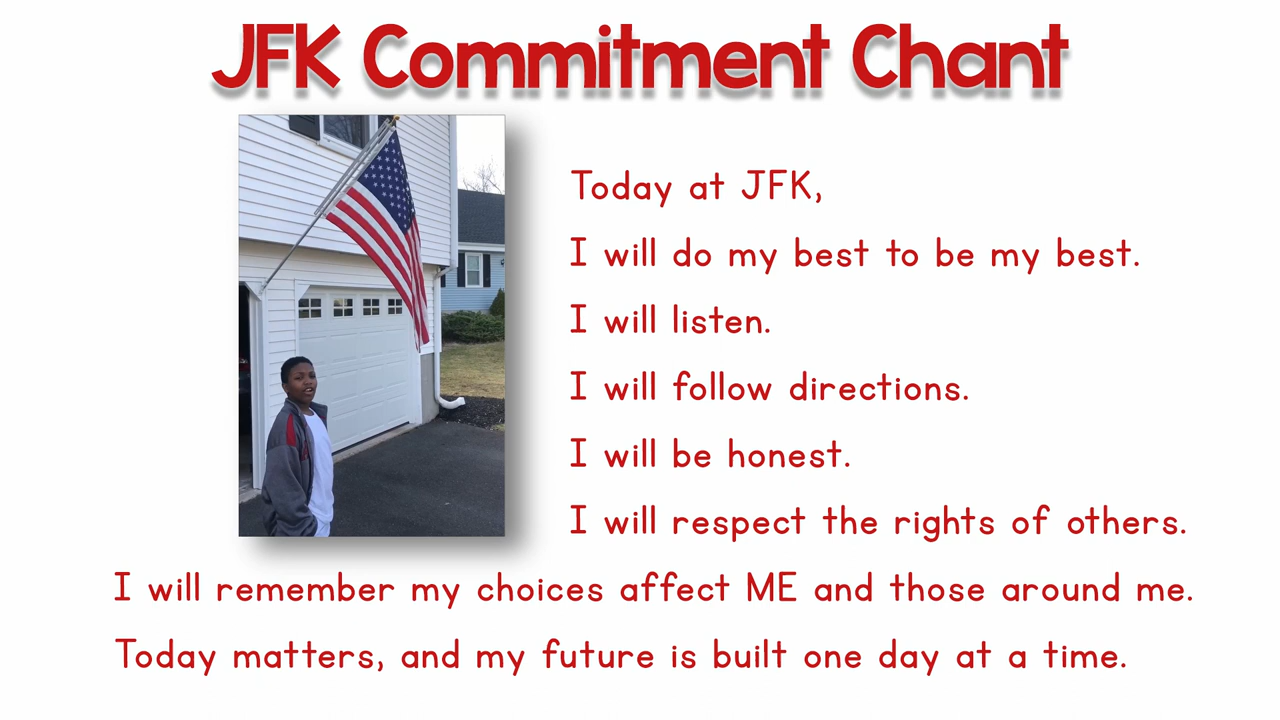 JFK Commitment Chant
Today at JFK,
I will do my best to be my best.
I will listen.
I will follow directions.
I will be honest.
I will respect the rights of others.
I will remember my choices affect ME and those around me.
Today matters, and my future is built one day at a time.